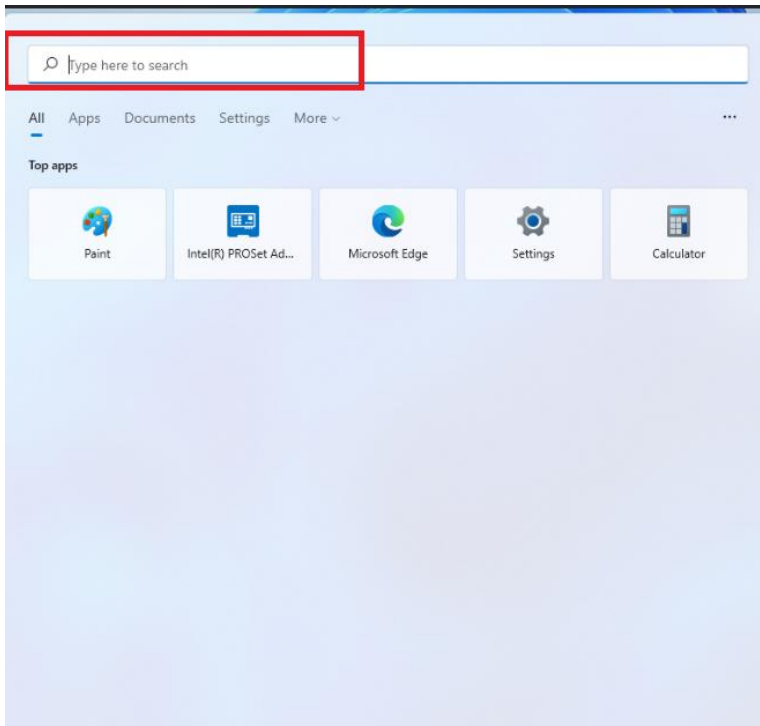 Type here to search
All Apps Documents Settings More
Top apps
Paint Intel(R) PROSet Ad... Microsoft Edge Settings Calculator